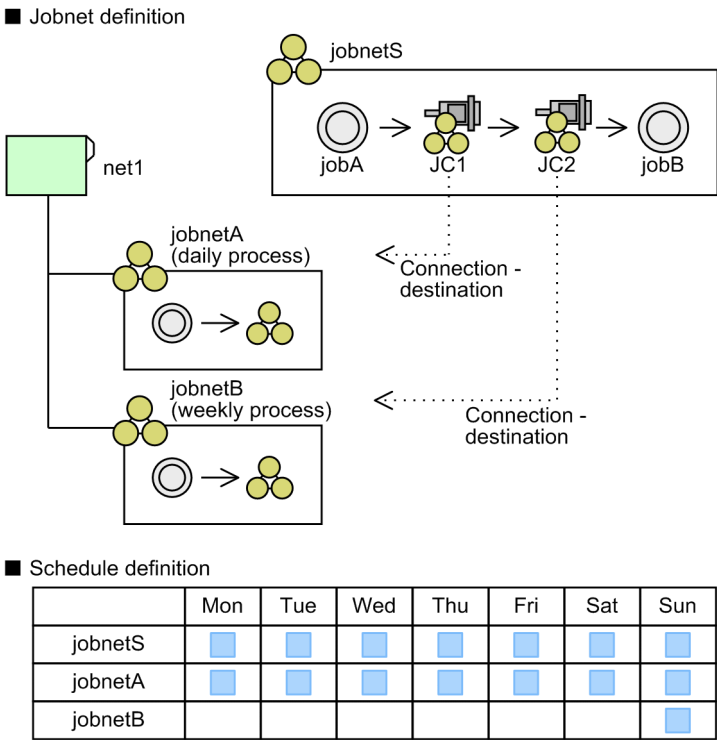 ■ Jobnet definition
jobnetS
jobA JC1 JC2 jobB
net1
jobnetA
(daily process)
Connection -
destination
jobnetB
(weekly process)
Connection -
destination
■ Schedule definition
Mon Tue Wed Thu Fri Sat Sun
jobnetS
jobnetA
jobnetB